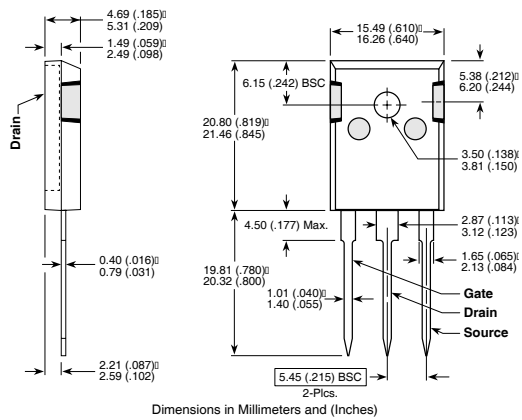 4.69 (.185)▯
5.31 (.209)
1.49 (.059)▯
2.49 (.098)
15.49 (.610)▯
16.26 (.640)
6.15 (.242) BSC
5.38 (.212)▯
6.20 (.244)
Drain
20.80 (.819)▯
21.46 (.845)
3.50 (.138)▯
3.81 (.150)
4.50 (.177) Max.
2.87 (.113)▯
3.12 (.123)
0.40 (.016)▯
0.79 (.031)
19.81 (.780)▯
20.32 (.800)
1.65 (.065)▯
2.13 (.084)
1.01 (.040)▯
1.40 (.055)
Gate
Drain
Source
2.21 (.087)▯
2.59 (.102)
5.45 (.215) BSC
2-Plcs.
Dimensions in Millimeters and (Inches)